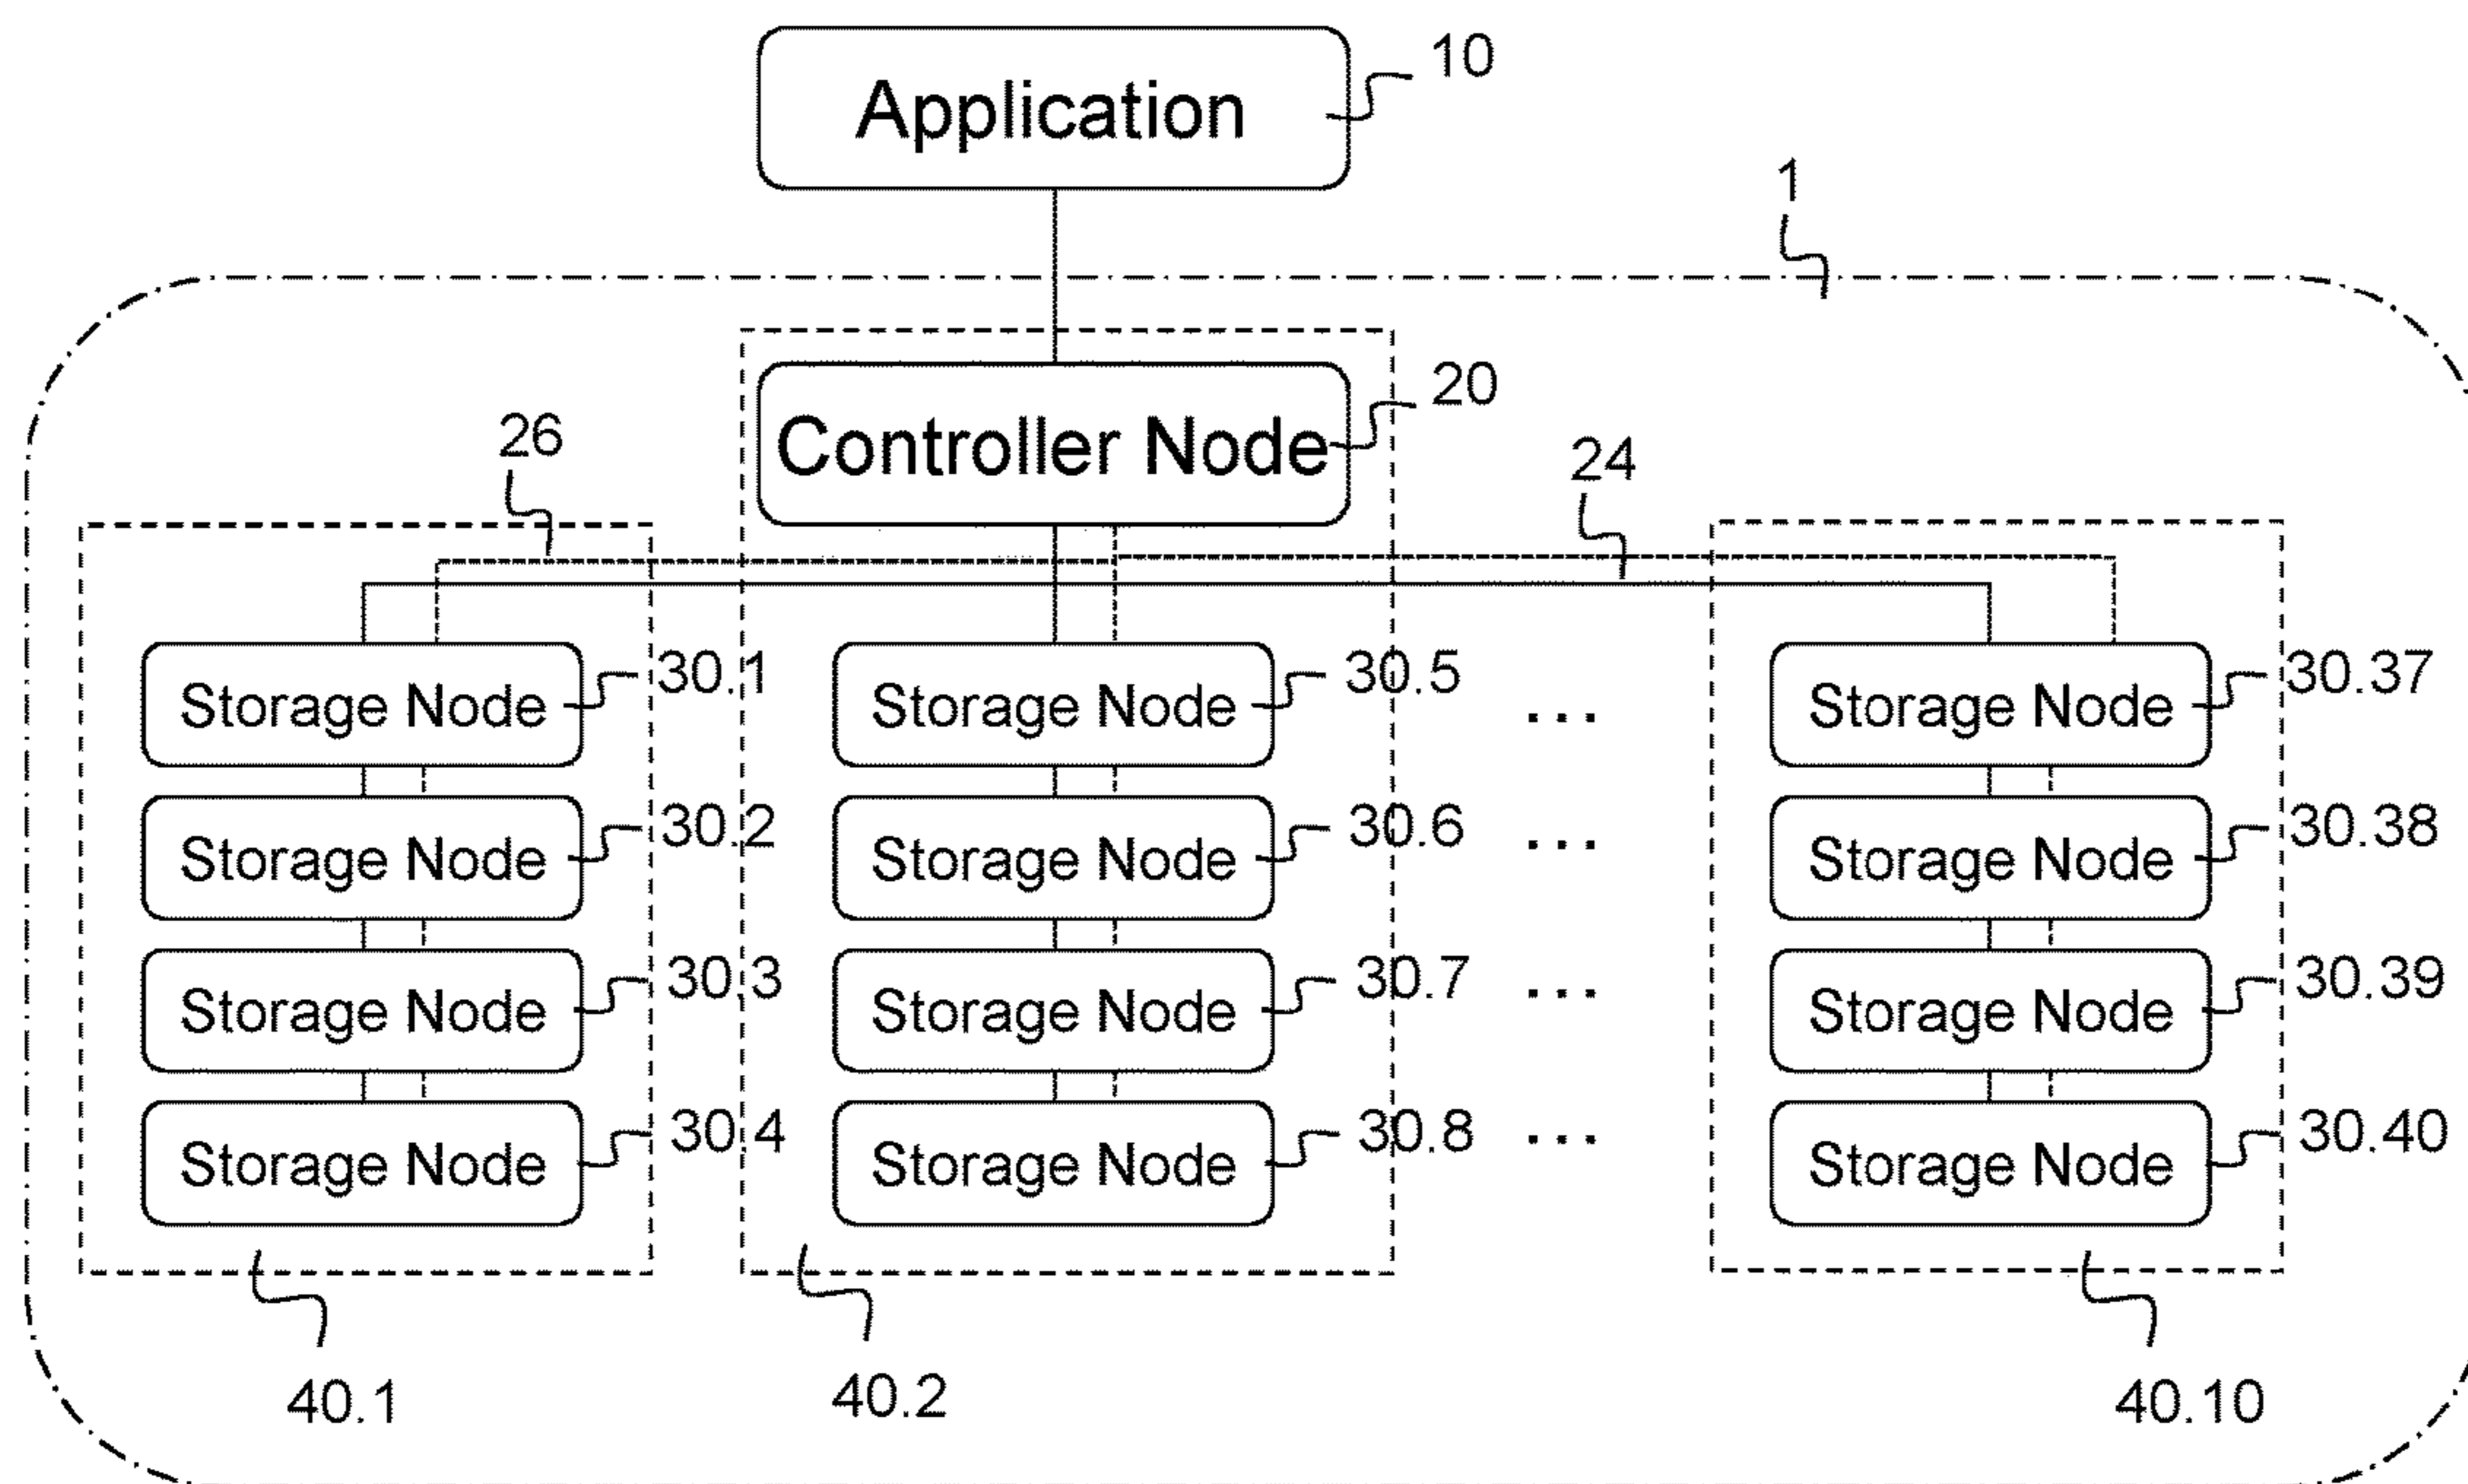 Application 10
1
Controller Node 20
26
24
Storage Node 30.1 Storage Node 30.5 ... Storage Node 30.37
Storage Node 30.2 Storage Node 30.6 ... Storage Node 30.38
Storage Node 30.3 Storage Node 30.7 ... Storage Node 30.39
Storage Node 30.4 Storage Node 30.8 ... Storage Node 30.40
40.1 40.2 40.10